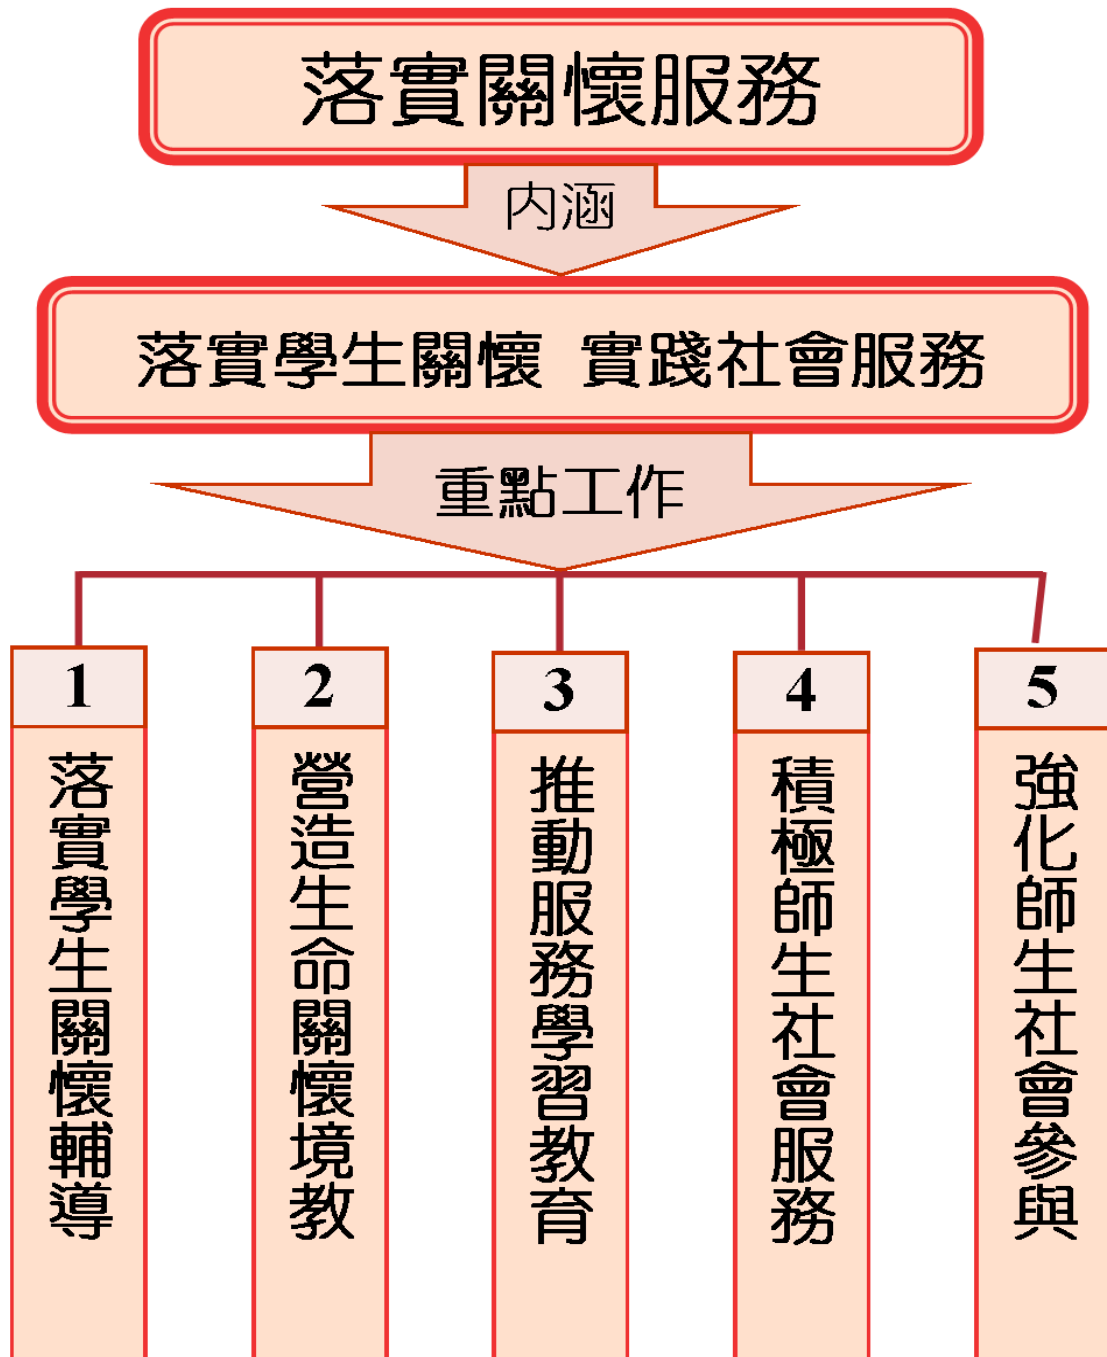 落實關懷服務
內涵
落實學生關懷 實踐社會服務
重點工作
1
落實學生關懷輔導
2
營造生命關懷境教
3
推動服務學習教育
4
積極師生社會服務
5
強化師生社會參與